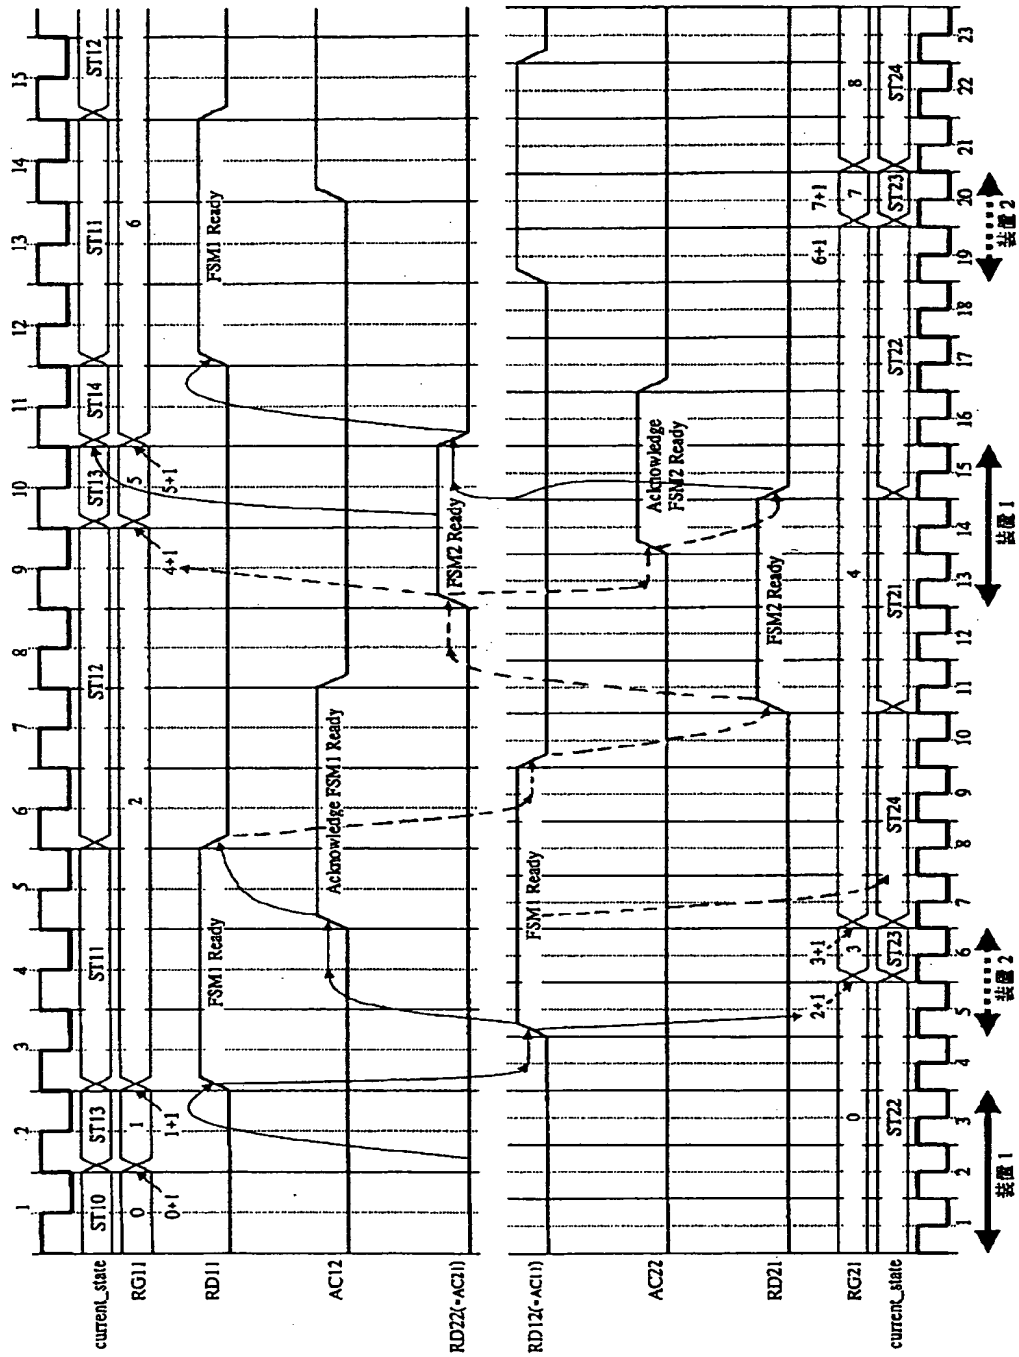 1 2 3 4 5 6 7 8 9 10 11 12 13 14 15
current_state ST10 ST13 ST11 ST12 ST13 ST14 ST11 ST12
RG11 0 1 2 5 6
0+1 1+1 4+1 5+1
RD11 FSM1 Ready FSM1 Ready
AC12 Acknowledge FSM1 Ready
RD22(=AC21) FSM2 Ready
RD12(=AC11) FSM1 Ready
AC22 Acknowledge
FSM2 Ready
RD21 FSM2 Ready
2+1 3+1 6+1 7+1
RG21 0 3 4 7 8
current_state ST22 ST23 ST24 ST21 ST22 ST23 ST24
1 2 3 4 5 6 7 8 9 10 11 12 13 14 15 16 17 18 19 20 21 22 23
装置 1 装置 2 装置 1 装置 2